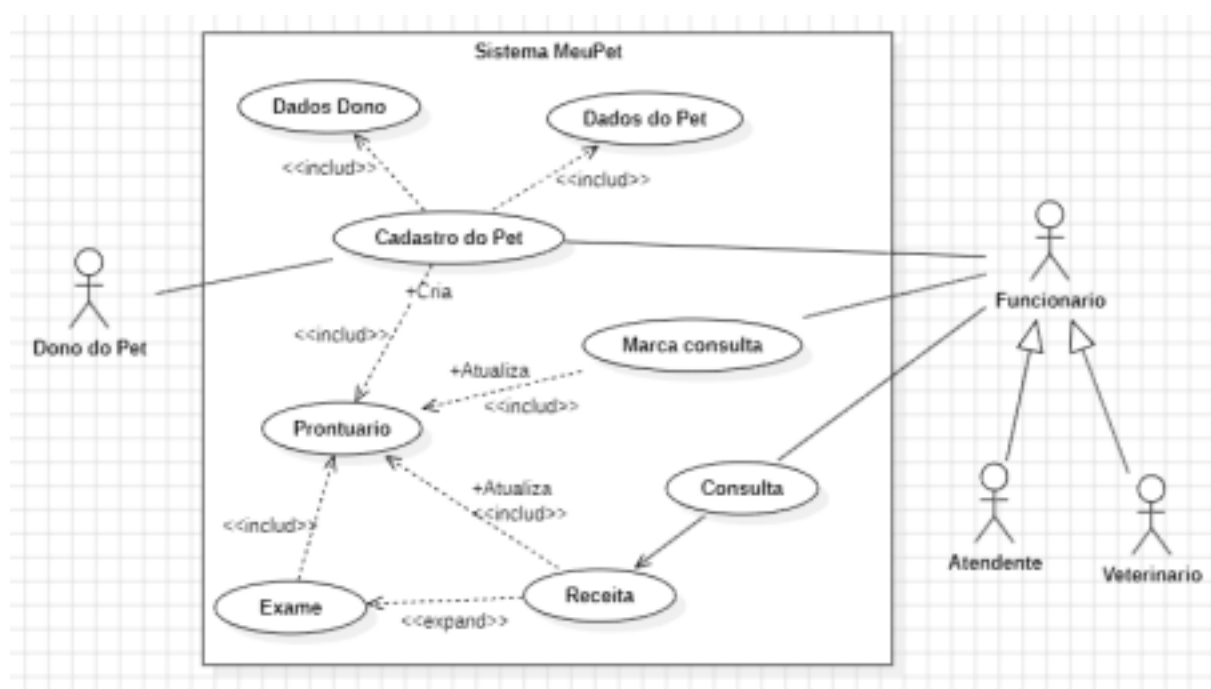 Sistema MeuPet
Dados Dono
Dados do Pet
<<includ>>
<<includ>>
Cadastro do Pet
+Cria
<<includ>>
Dono do Pet
Funcionario
Marca consulta
+Atualiza
<<includ>>
Prontuario
+Atualiza
<<includ>>
Consulta
<<includ>>
Atendente
Veterinario
Exame
Receita
<<expand>>